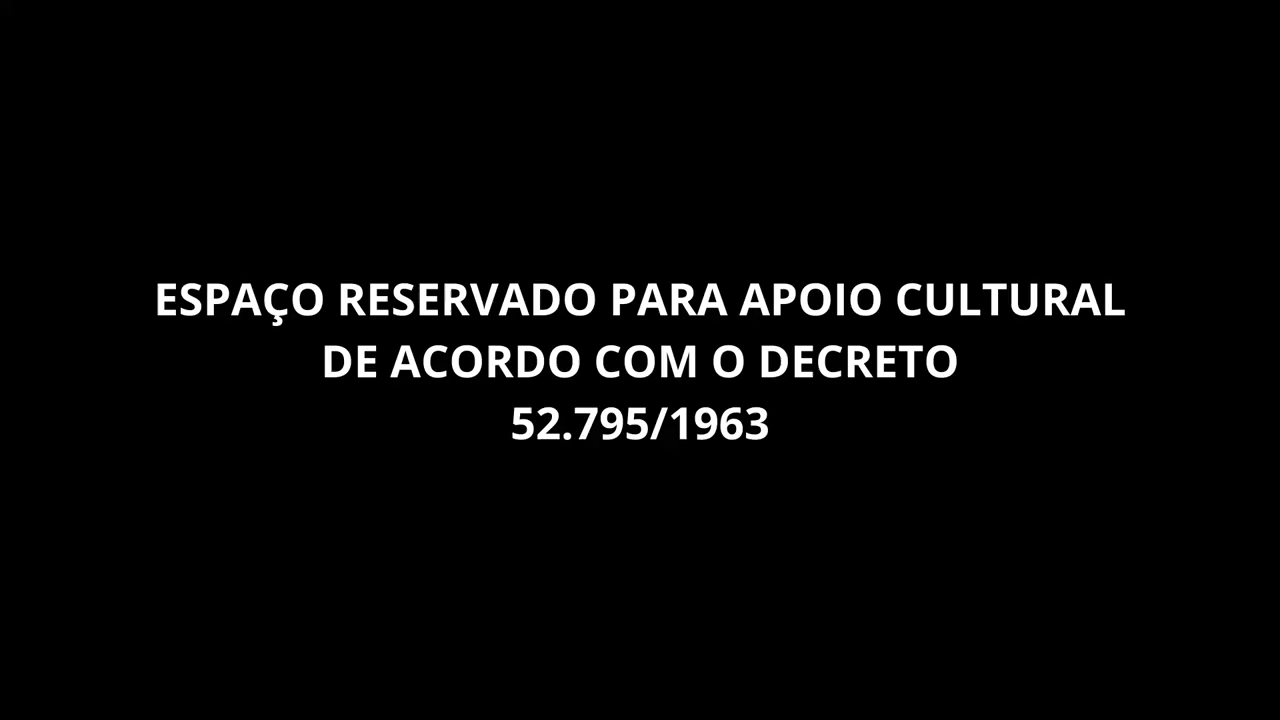 ESPAÇO RESERVADO PARA APOIO CULTURAL
DE ACORDO COM O DECRETO
52.795/1963